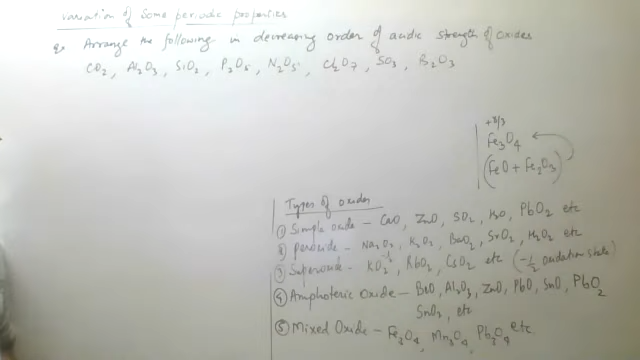 Variation of Some periodic properties
Q. Arrange the following in decreasing order of acidic strength of oxides
CO2, Al2O3, SiO2, P2O5, N2O5, Cl2O7, SO3, B2O3
+8/3
Fe3O4
(FeO + Fe2O3)
Types of oxides
① Simple oxide - CaO, ZnO, SO2, H2O, PbO2 etc
② Peroxide - Na2O2, K2O2, BaO2, SrO2, H2O2 etc
③ Superoxide - KO2 -1/2, RbO2, CsO2 etc (-1/2 oxidation state)
④ Amphoteric Oxide - BeO, Al2O3, ZnO, PbO, SnO, PbO2
SnO2, etc
⑤ Mixed Oxide - Fe3O4, Mn3O4, Pb3O4 etc